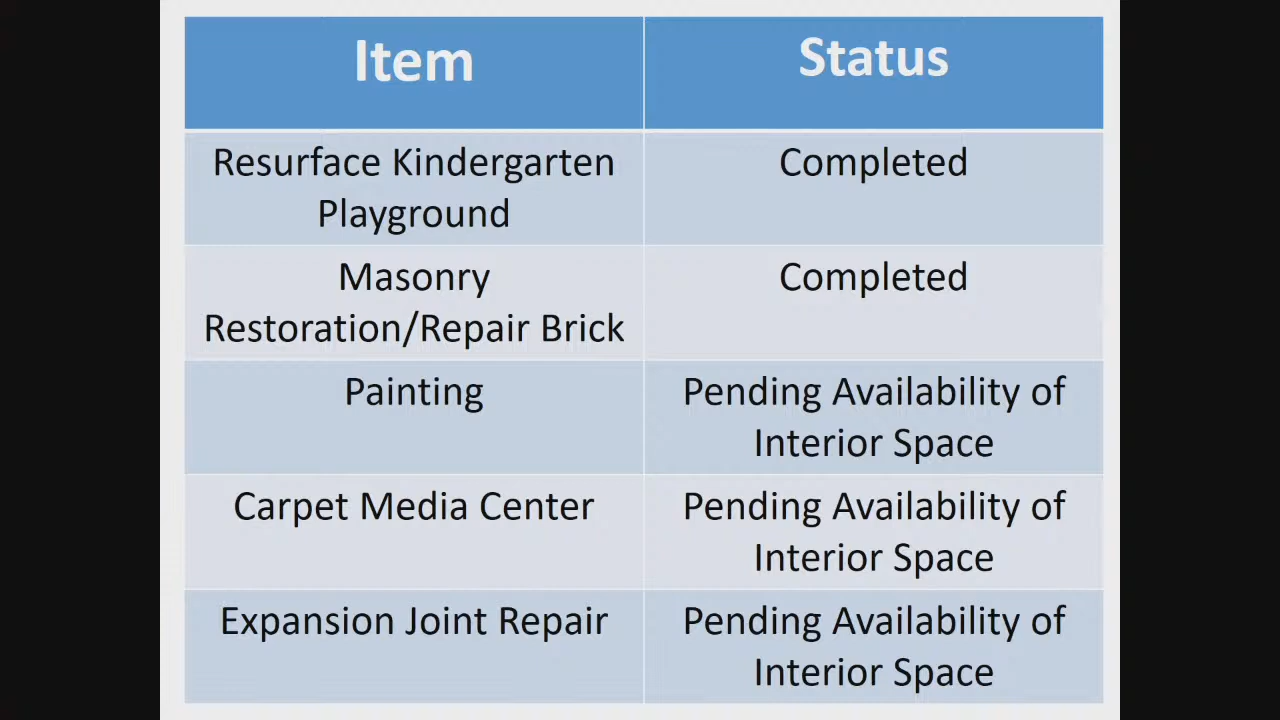 Item
Status
Resurface Kindergarten
Playground
Completed
Masonry
Restoration/Repair Brick
Completed
Painting
Pending Availability of
Interior Space
Carpet Media Center
Pending Availability of
Interior Space
Expansion Joint Repair
Pending Availability of
Interior Space